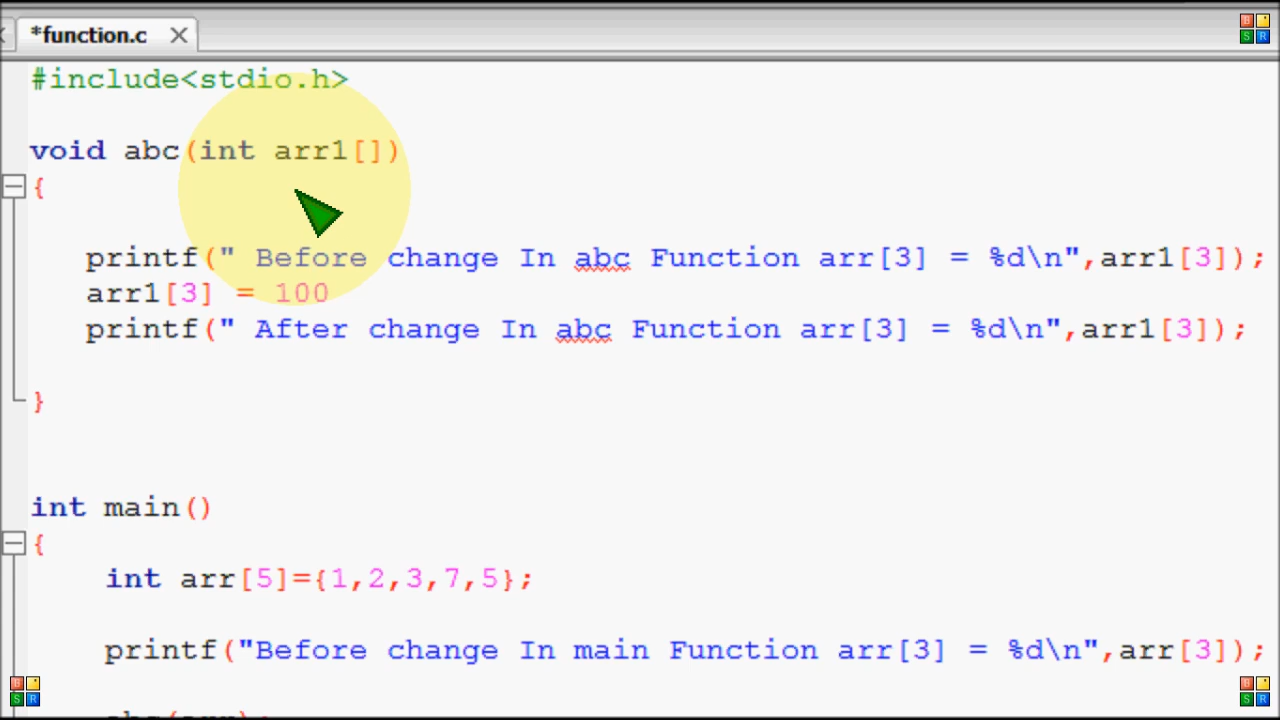 *function.c
#include<stdio.h>
void abc(int arr1[])
{
printf(" Before change In abc Function arr[3] = %d\n",arr1[3]);
arr1[3] = 100
printf(" After change In abc Function arr[3] = %d\n",arr1[3]);
}
int main()
{
int arr[5]={1,2,3,7,5};
printf("Before change In main Function arr[3] = %d\n",arr[3]);